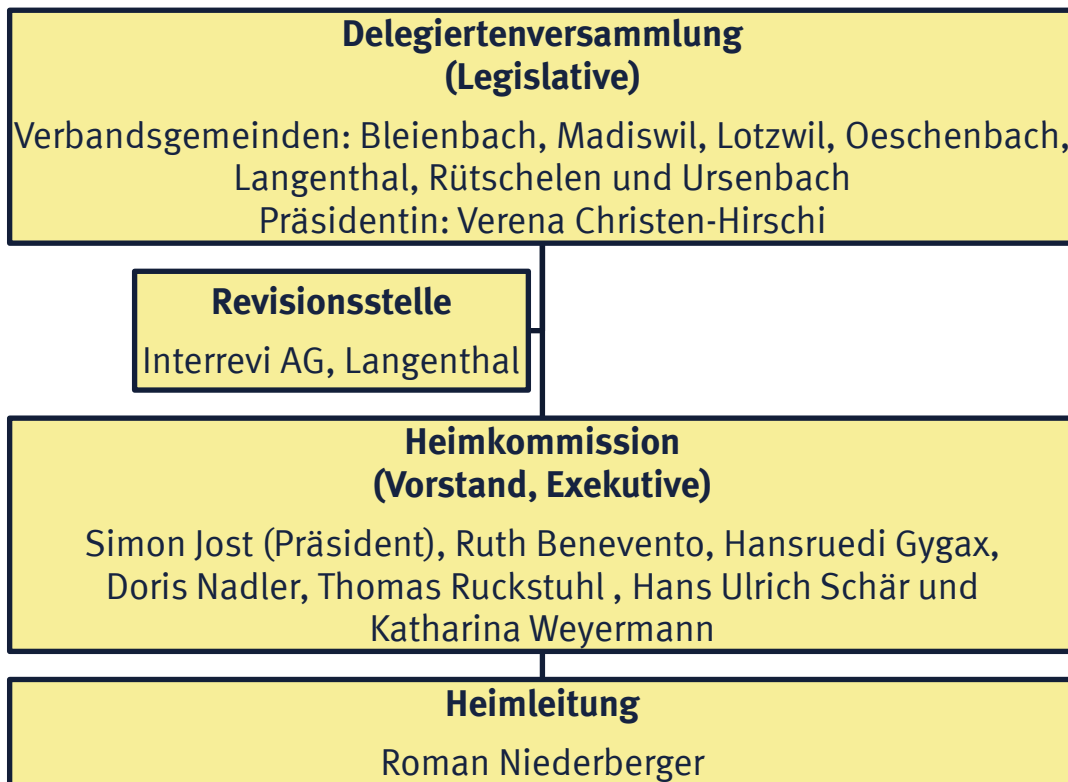 Delegiertenversammlung
(Legislative)
Verbandsgemeinden: Bleienbach, Madiswil, Lotzwil, Oeschenbach,
Langenthal, Rütschelen und Ursenbach
Präsidentin: Verena Christen-Hirschi
Revisionsstelle
Interrevi AG, Langenthal
Heimkommission
(Vorstand, Exekutive)
Simon Jost (Präsident), Ruth Benevento, Hansruedi Gygax,
Doris Nadler, Thomas Ruckstuhl , Hans Ulrich Schär und
Katharina Weyermann
Heimleitung
Roman Niederberger